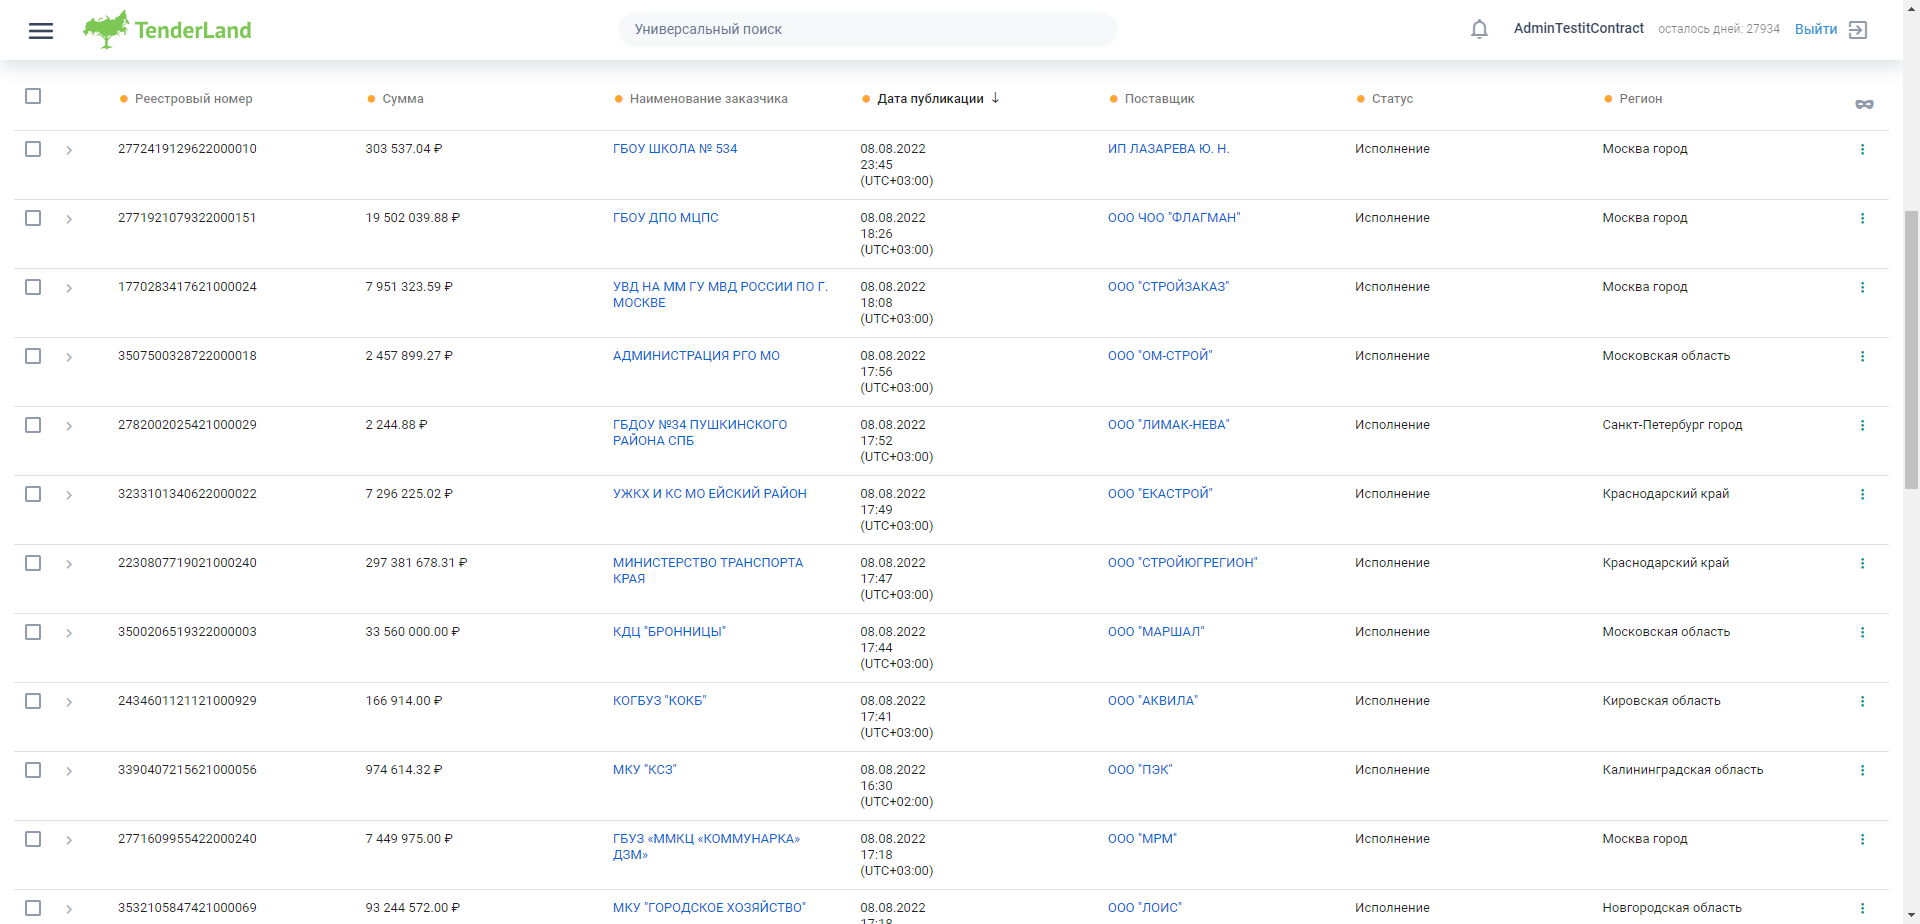 TenderLand
Универсальный поиск
AdminTestitContract осталось дней: 27934 Выйти
Реестровый номер Сумма Наименование заказчика Дата публикации ↓ Поставщик Статус Регион
2772419129622000010 303 537.04 ₽ ГБОУ ШКОЛА № 534 08.08.2022 ИП ЛАЗАРЕВА Ю. Н. Исполнение Москва город
23:45
(UTC+03:00)
2771921079322000151 19 502 039.88 ₽ ГБОУ ДПО МЦПС 08.08.2022 ООО ЧОО "ФЛАГМАН" Исполнение Москва город
18:26
(UTC+03:00)
1770283417621000024 7 951 323.59 ₽ УВД НА ММ ГУ МВД РОССИИ ПО Г. 08.08.2022 ООО "СТРОЙЗАКАЗ" Исполнение Москва город
МОСКВЕ 18:08
(UTC+03:00)
3507500328722000018 2 457 899.27 ₽ АДМИНИСТРАЦИЯ РГО МО 08.08.2022 ООО "ОМ-СТРОЙ" Исполнение Московская область
17:56
(UTC+03:00)
2782002025421000029 2 244.88 ₽ ГБДОУ №34 ПУШКИНСКОГО 08.08.2022 ООО "ЛИМАК-НЕВА" Исполнение Санкт-Петербург город
РАЙОНА СПБ 17:52
(UTC+03:00)
3233101340622000022 7 296 225.02 ₽ УЖКХ И КС МО ЕЙСКИЙ РАЙОН 08.08.2022 ООО "ЕКАСТРОЙ" Исполнение Краснодарский край
17:49
(UTC+03:00)
2230807719021000240 297 381 678.31 ₽ МИНИСТЕРСТВО ТРАНСПОРТА 08.08.2022 ООО "СТРОЙЮГРЕГИОН" Исполнение Краснодарский край
КРАЯ 17:47
(UTC+03:00)
3500206519322000003 33 560 000.00 ₽ КДЦ "БРОННИЦЫ" 08.08.2022 ООО "МАРШАЛ" Исполнение Московская область
17:44
(UTC+03:00)
2434601121121000929 166 914.00 ₽ КОГБУЗ "КОКБ" 08.08.2022 ООО "АКВИЛА" Исполнение Кировская область
17:41
(UTC+03:00)
3390407215621000056 974 614.32 ₽ МКУ "КСЗ" 08.08.2022 ООО "ПЭК" Исполнение Калининградская область
16:30
(UTC+02:00)
2771609955422000240 7 449 975.00 ₽ ГБУЗ «ММКЦ «КОММУНАРКА» 08.08.2022 ООО "МРМ" Исполнение Москва город
ДЗМ» 17:18
(UTC+03:00)
3532105847421000069 93 244 572.00 ₽ МКУ "ГОРОДСКОЕ ХОЗЯЙСТВО" 08.08.2022 ООО "ЛОИС" Исполнение Новгородская область
17:18